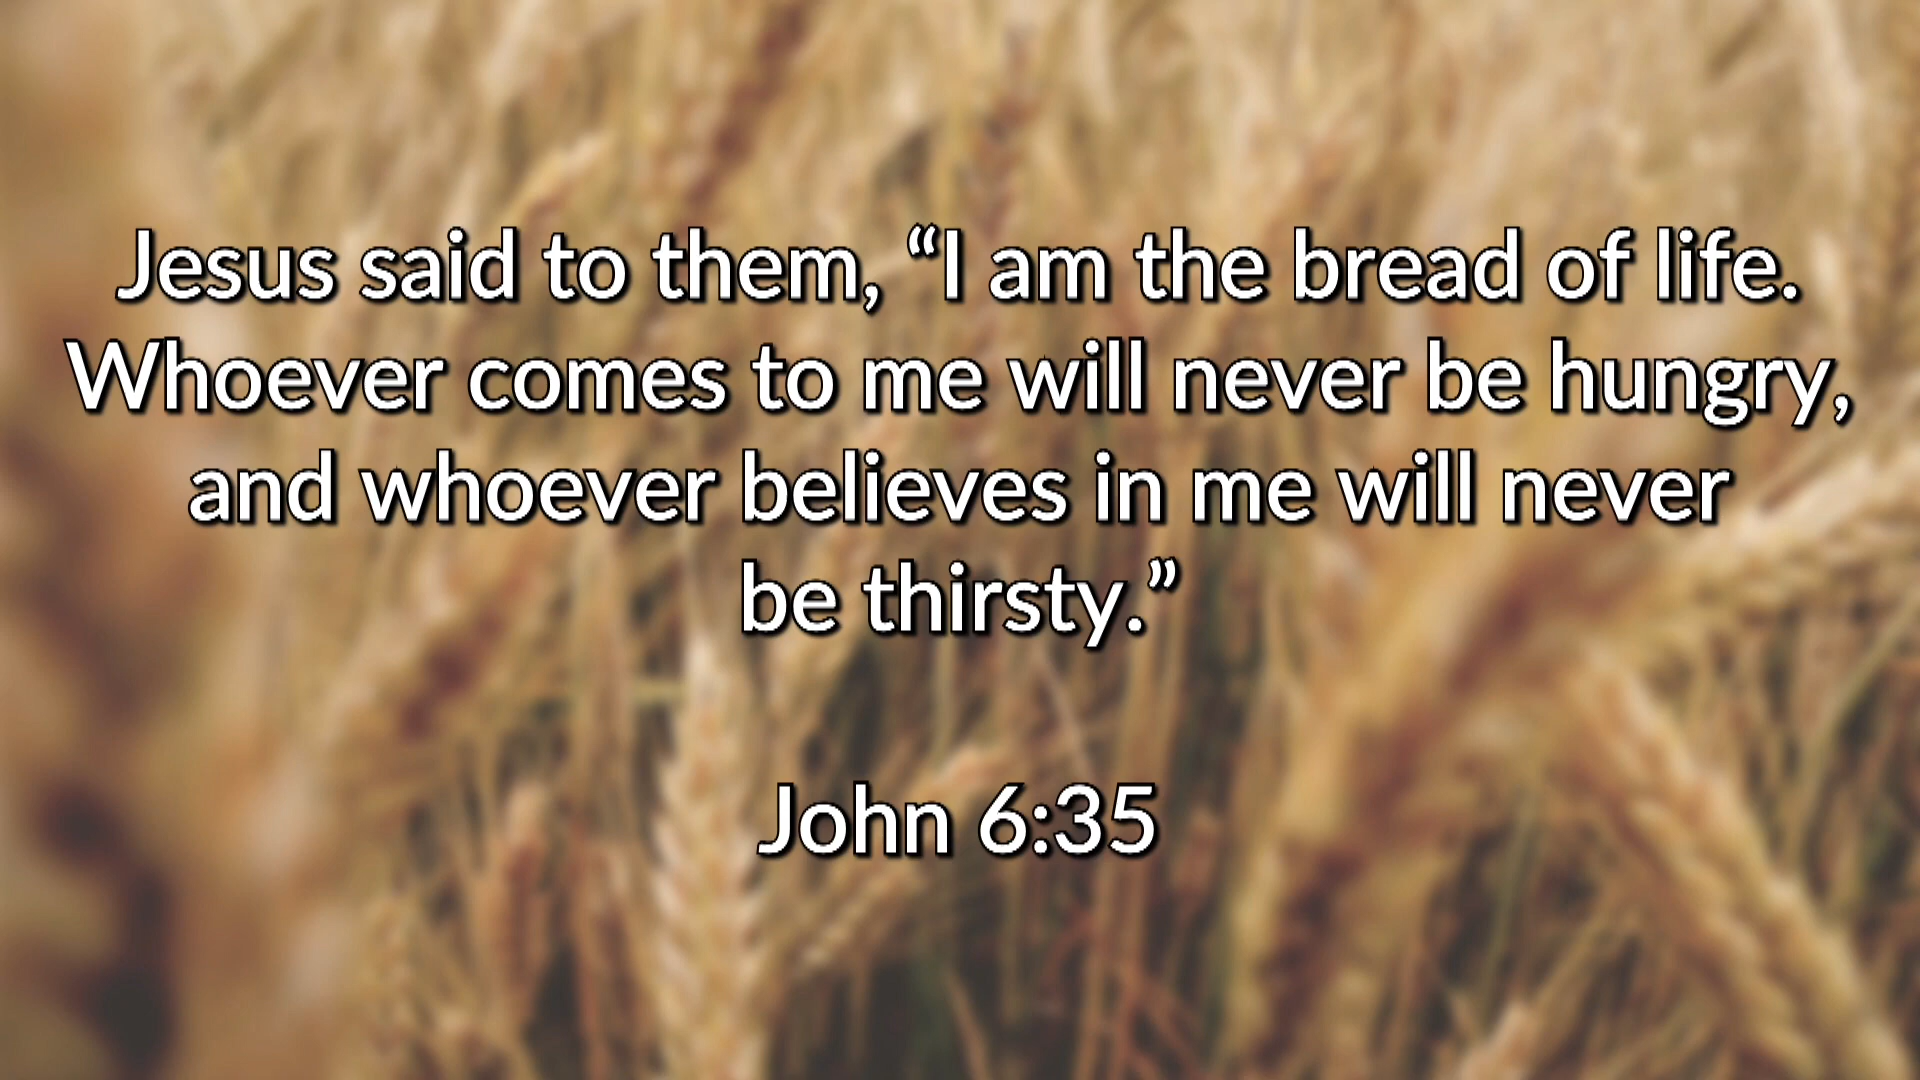 Jesus said to them, “I am the bread of life.
Whoever comes to me will never be hungry,
and whoever believes in me will never
be thirsty.”
John 6:35